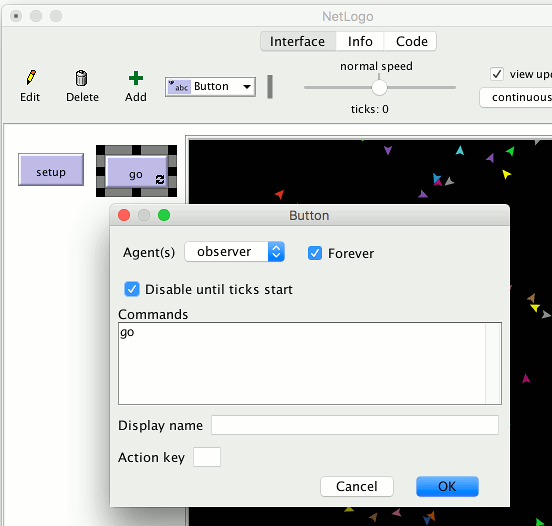 NetLogo
Interface Info Code
normal speed
Edit Delete Add abc Button
ticks: 0
view upd
continuous
setup
go
Button
Agent(s) observer Forever
Disable until ticks start
Commands
go
Display name
Action key
Cancel OK